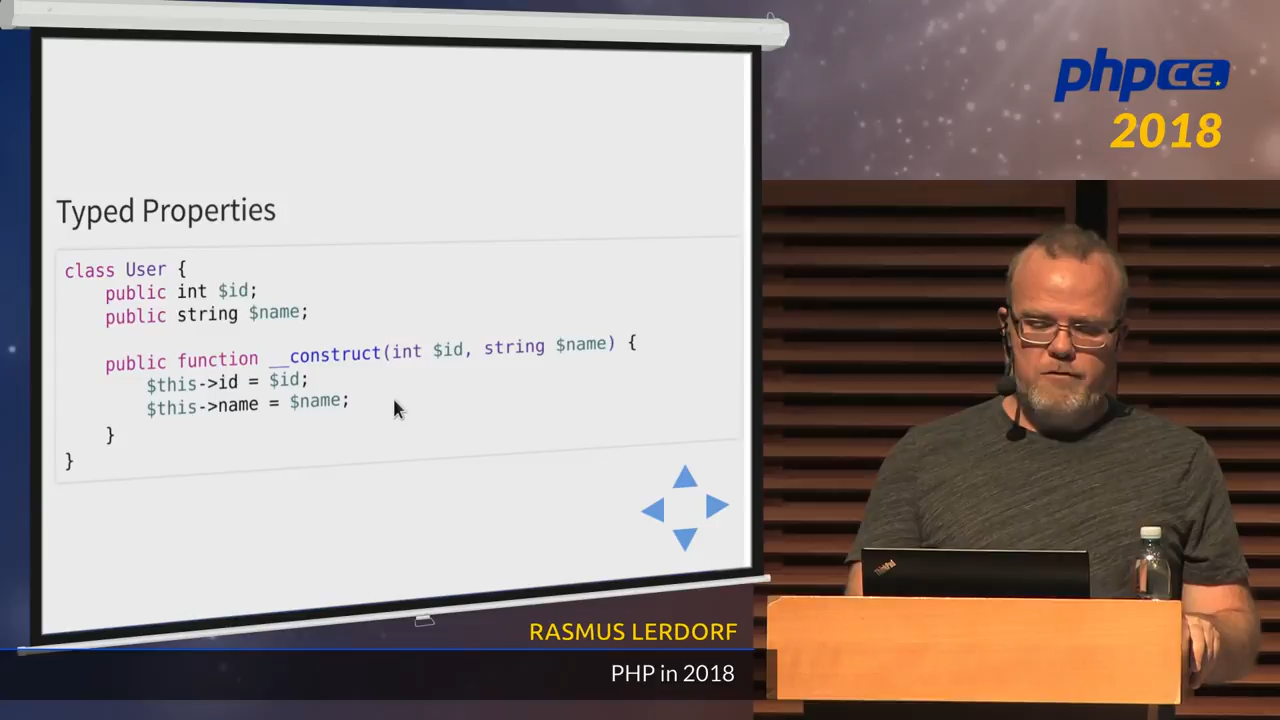 Typed Properties
class User {
    public int $id;
    public string $name;
    public function __construct(int $id, string $name) {
        $this->id = $id;
        $this->name = $name;
    }
}
phpCE
2018
ThinkPad
RASMUS LERDORF
PHP in 2018